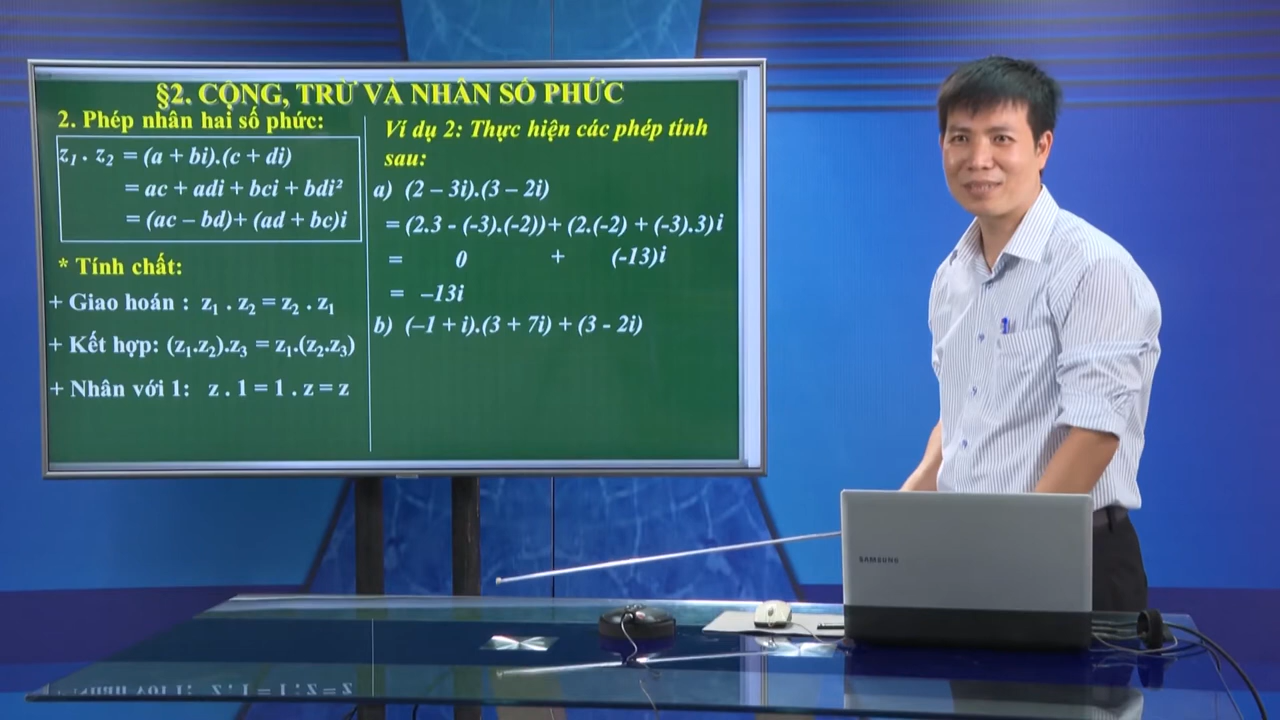 §2. CỘNG, TRỪ VÀ NHÂN SỐ PHỨC
2. Phép nhân hai số phức:
z₁ . z₂ = (a + bi).(c + di)
= ac + adi + bci + bdi²
= (ac – bd)+ (ad + bc)i
* Tính chất:
+ Giao hoán : z₁ . z₂ = z₂ . z₁
+ Kết hợp: (z₁.z₂).z₃ = z₁.(z₂.z₃)
+ Nhân với 1: z . 1 = 1 . z = z
Ví dụ 2: Thực hiện các phép tính
sau:
a) (2 – 3i).(3 – 2i)
= (2.3 - (-3).(-2))+ (2.(-2) + (-3).3)i
= 0 + (-13)i
= –13i
b) (–1 + i).(3 + 7i) + (3 - 2i)
SAMSUNG